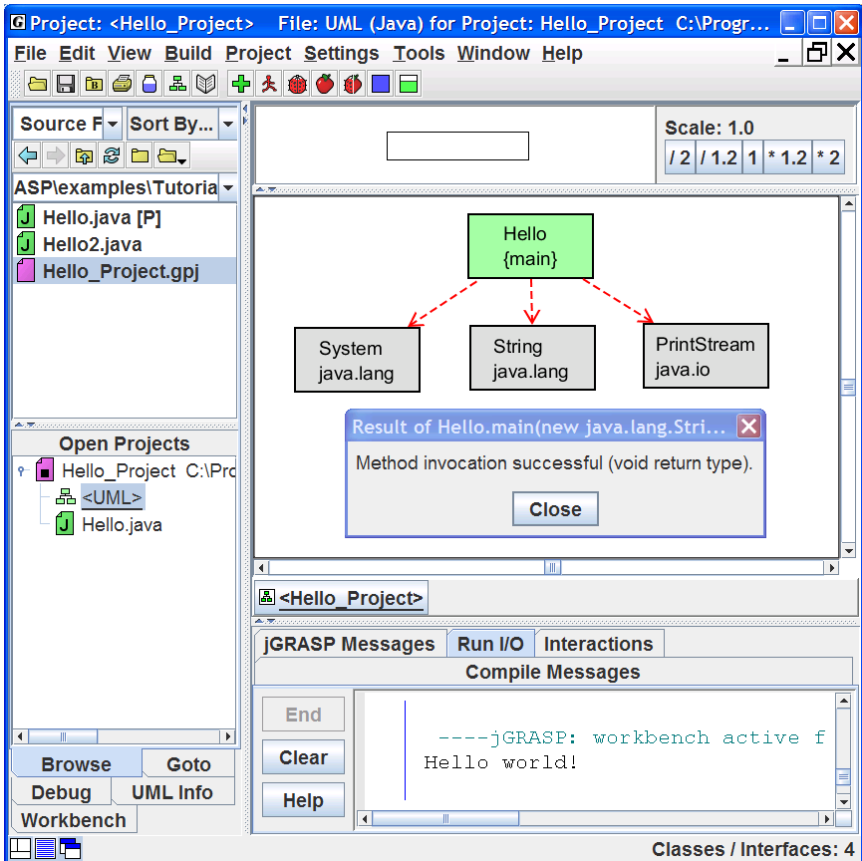 Project: <Hello_Project> File: UML (Java) for Project: Hello_Project C:\Progr...
File Edit View Build Project Settings Tools Window Help
Source F
Sort By...
ASP\examples\Tutoria
Hello.java [P]
Hello2.java
Hello_Project.gpj
Open Projects
Hello_Project C:\Prc
<UML>
Hello.java
Browse Goto
Debug UML Info
Workbench
Scale: 1.0
/ 2 / 1.2 1 * 1.2 * 2
Hello
{main}
System
java.lang
String
java.lang
PrintStream
java.io
Result of Hello.main(new java.lang.Stri...
Method invocation successful (void return type).
Close
<Hello_Project>
jGRASP Messages Run I/O Interactions
Compile Messages
End
Clear
Help
----jGRASP: workbench active f
Hello world!
Classes / Interfaces: 4